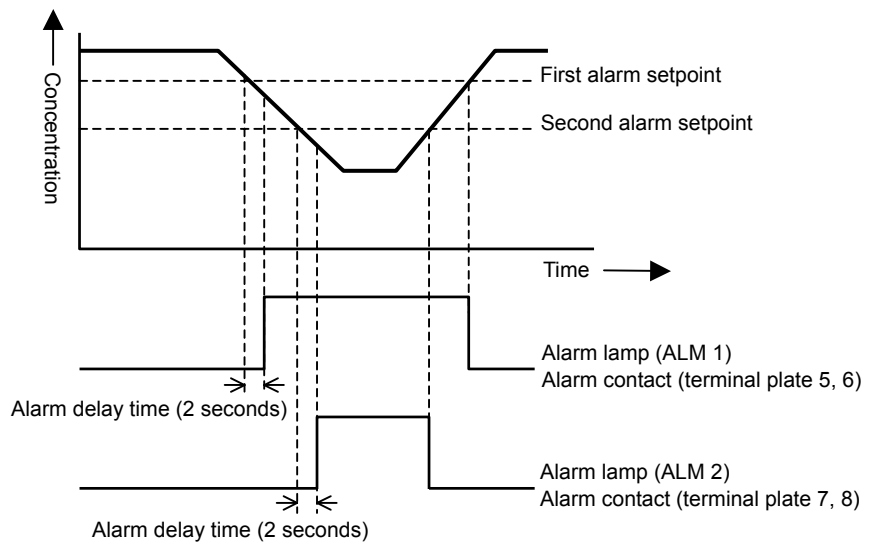 Concentration
First alarm setpoint
Second alarm setpoint
Time
Alarm lamp (ALM 1)
Alarm contact (terminal plate 5, 6)
Alarm delay time (2 seconds)
Alarm lamp (ALM 2)
Alarm contact (terminal plate 7, 8)
Alarm delay time (2 seconds)